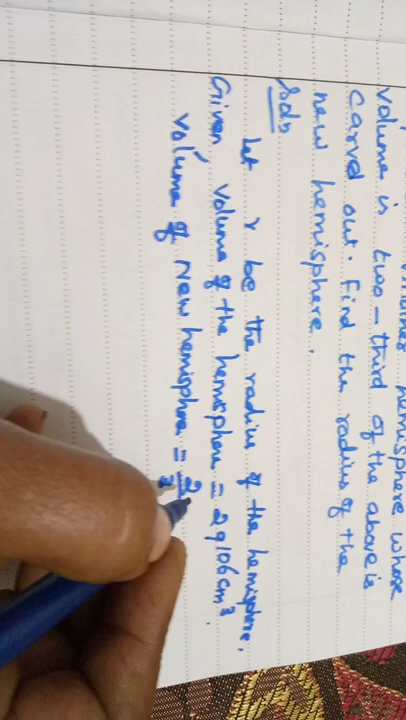 hemisphere whose
volume is two-third of the above is
carved out. find the radius of the
new hemisphere.
Soln
Let r be the radius of the hemisphere.
Given volume of the hemisphere = 29106 cm³.
Volume of New hemisphere = 2/3